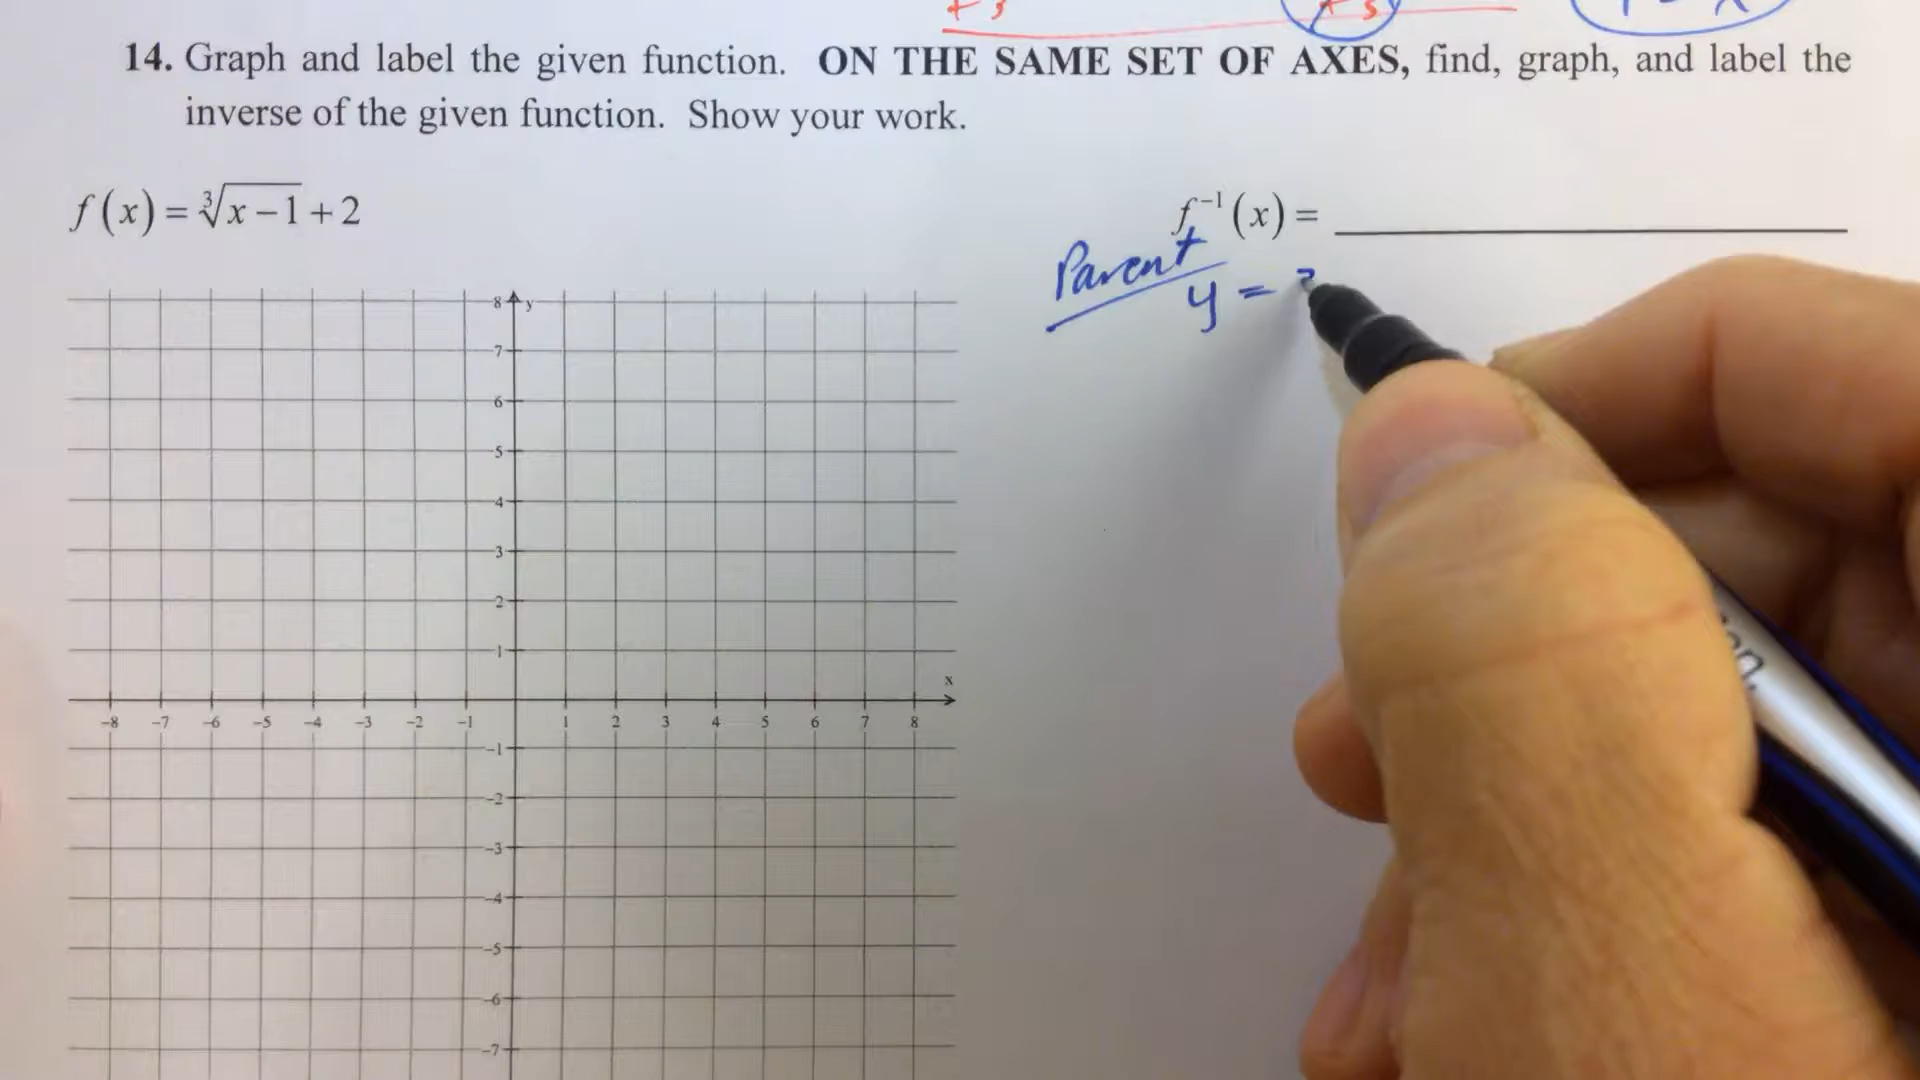 14. Graph and label the given function. ON THE SAME SET OF AXES, find, graph, and label the
inverse of the given function. Show your work.
f(x) = ∛(x−1) + 2
f⁻¹(x) = ____________
Parent
y =
8 y
7
6
5
4
3
2
1
x
−8 −7 −6 −5 −4 −3 −2 −1 1 2 3 4 5 6 7 8
−1
−2
−3
−4
−5
−6
−7